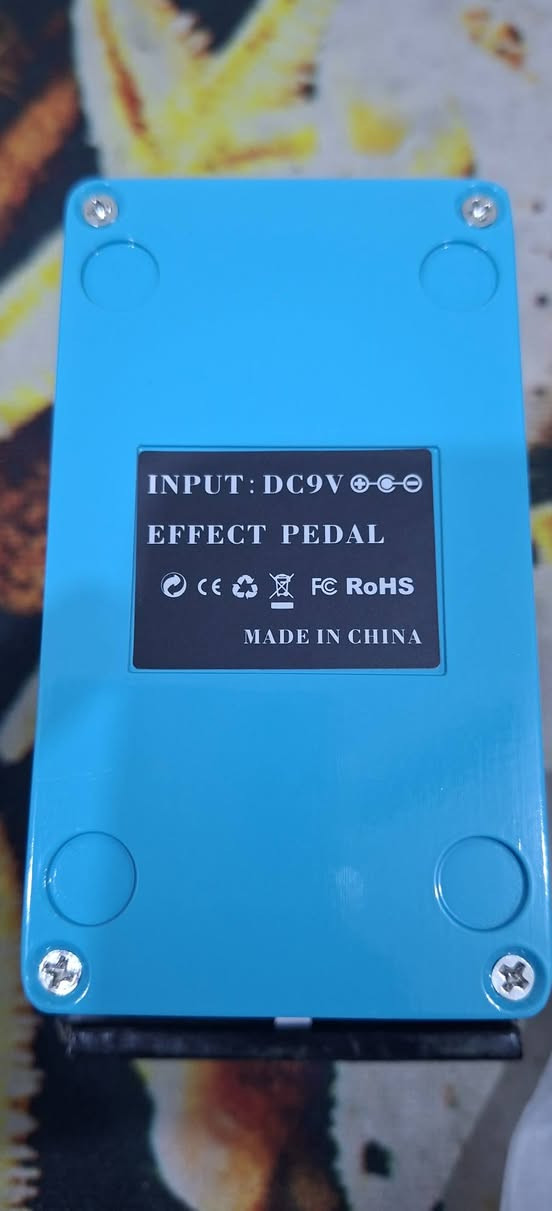 INPUT: DC9V
EFFECT PEDAL
CE FC RoHS
MADE IN CHINA